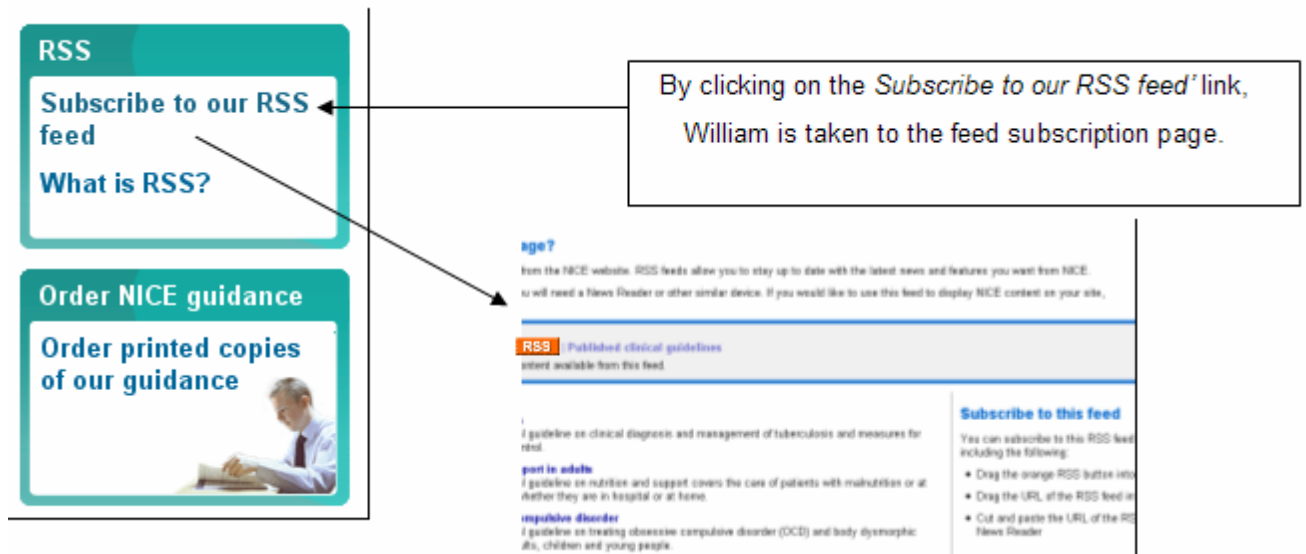 RSS
Subscribe to our RSS
feed
What is RSS?
Order NICE guidance
Order printed copies
of our guidance
By clicking on the Subscribe to our RSS feed' link,
William is taken to the feed subscription page.
age?
from the NICE website. RSS feeds allow you to stay up to date with the latest news and features you want from NICE.
u will need a News Reader or other similar device. If you would like to use this feed to display NICE content on your site,
RSS | Published clinical guidelines
ontent available from this feed.
l guideline on clinical diagnosis and management of tuberculosis and measures for
ntrol.
pport in adults
l guideline on nutrition and support covers the care of patients with malnutrition or at
whether they are in hospital or at home.
ompulsive disorder
l guideline on treating obsessive compulsive disorder (OCD) and body dysmorphic
ults, children and young people.
Subscribe to this feed
You can subscribe to this RSS feed
including the following:
• Drag the orange RSS button into
• Drag the URL of the RSS feed in
• Cut and paste the URL of the RS
News Reader